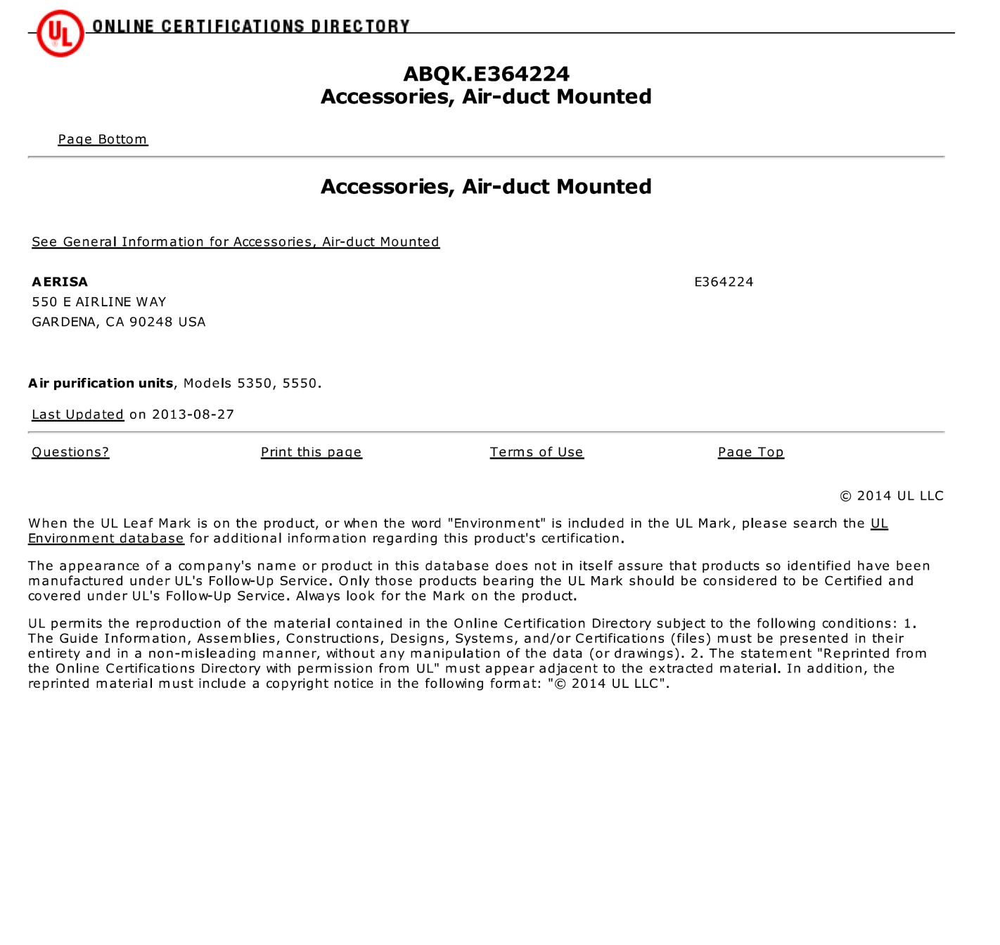 UL
ONLINE CERTIFICATIONS DIRECTORY
ABQK.E364224
Accessories, Air-duct Mounted
Page Bottom
Accessories, Air-duct Mounted
See General Information for Accessories, Air-duct Mounted
AERISA E364224
550 E AIRLINE WAY
GARDENA, CA 90248 USA
Air purification units, Models 5350, 5550.
Last Updated on 2013-08-27
Questions? Print this page Terms of Use Page Top
© 2014 UL LLC
When the UL Leaf Mark is on the product, or when the word "Environment" is included in the UL Mark, please search the UL
Environment database for additional information regarding this product's certification.
The appearance of a company's name or product in this database does not in itself assure that products so identified have been
manufactured under UL's Follow-Up Service. Only those products bearing the UL Mark should be considered to be Certified and
covered under UL's Follow-Up Service. Always look for the Mark on the product.
UL permits the reproduction of the material contained in the Online Certification Directory subject to the following conditions: 1.
The Guide Information, Assemblies, Constructions, Designs, Systems, and/or Certifications (files) must be presented in their
entirety and in a non-misleading manner, without any manipulation of the data (or drawings). 2. The statement "Reprinted from
the Online Certifications Directory with permission from UL" must appear adjacent to the extracted material. In addition, the
reprinted material must include a copyright notice in the following format: "© 2014 UL LLC".